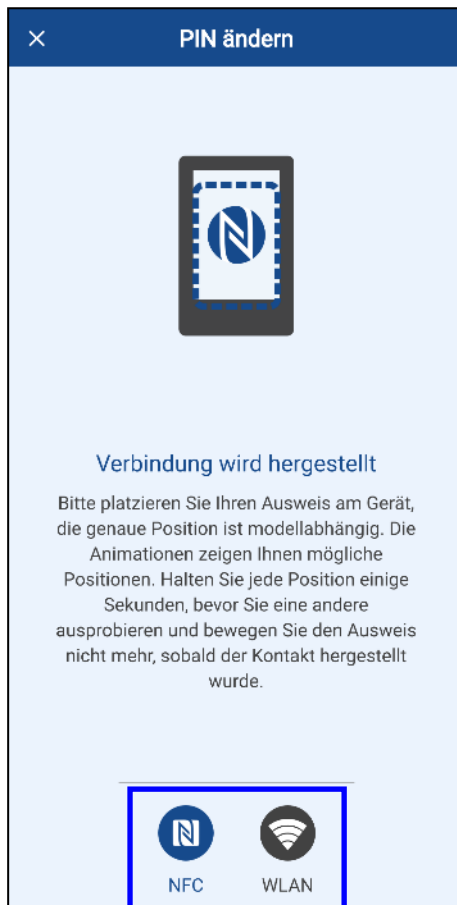 PIN ändern
Verbindung wird hergestellt
Bitte platzieren Sie Ihren Ausweis am Gerät,
die genaue Position ist modellabhängig. Die
Animationen zeigen Ihnen mögliche
Positionen. Halten Sie jede Position einige
Sekunden, bevor Sie eine andere
ausprobieren und bewegen Sie den Ausweis
nicht mehr, sobald der Kontakt hergestellt
wurde.
NFC WLAN